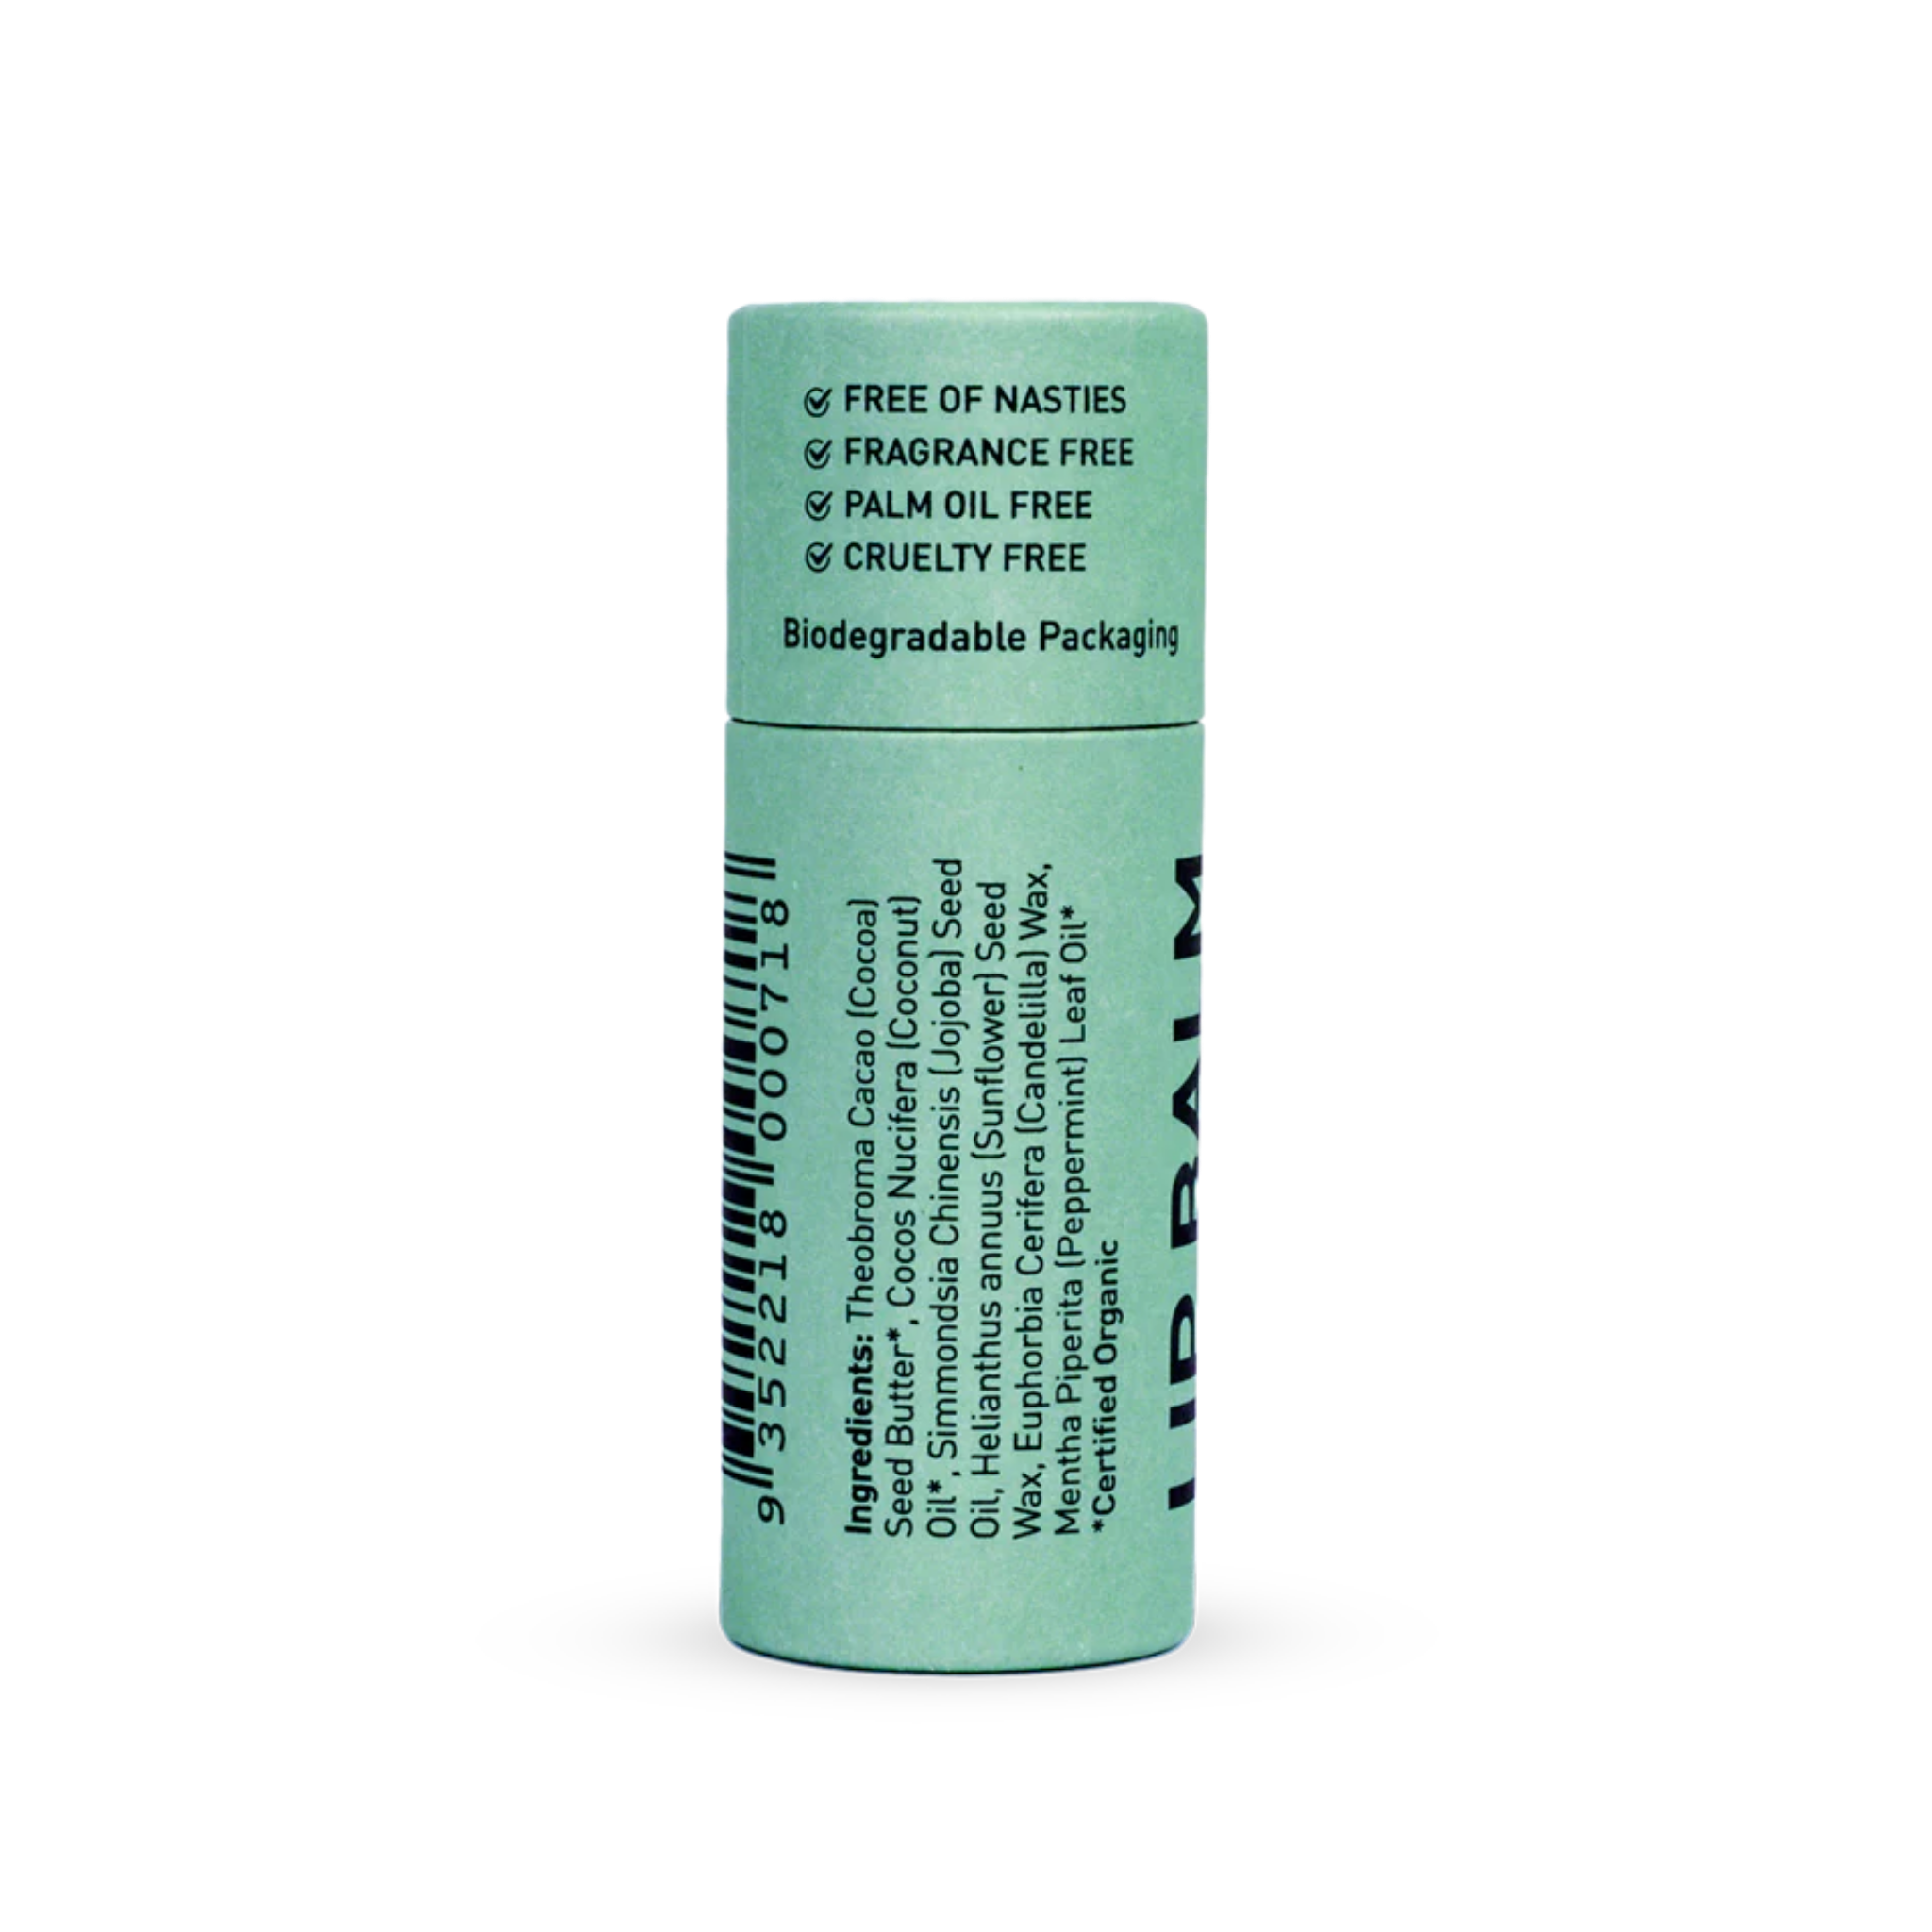 FREE OF NASTIES
FRAGRANCE FREE
PALM OIL FREE
CRUELTY FREE
Biodegradable Packaging
9 352218 000718
Ingredients: Theobroma Cacao (Cocoa)
Seed Butter*, Cocos Nucifera (Coconut)
Oil*, Simmondsia Chinensis (Jojoba) Seed
Oil, Helianthus annuus (Sunflower) Seed
Wax, Euphorbia Cerifera (Candelilla) Wax,
Mentha Piperita (Peppermint) Leaf Oil*
*Certified Organic
LIP BALM